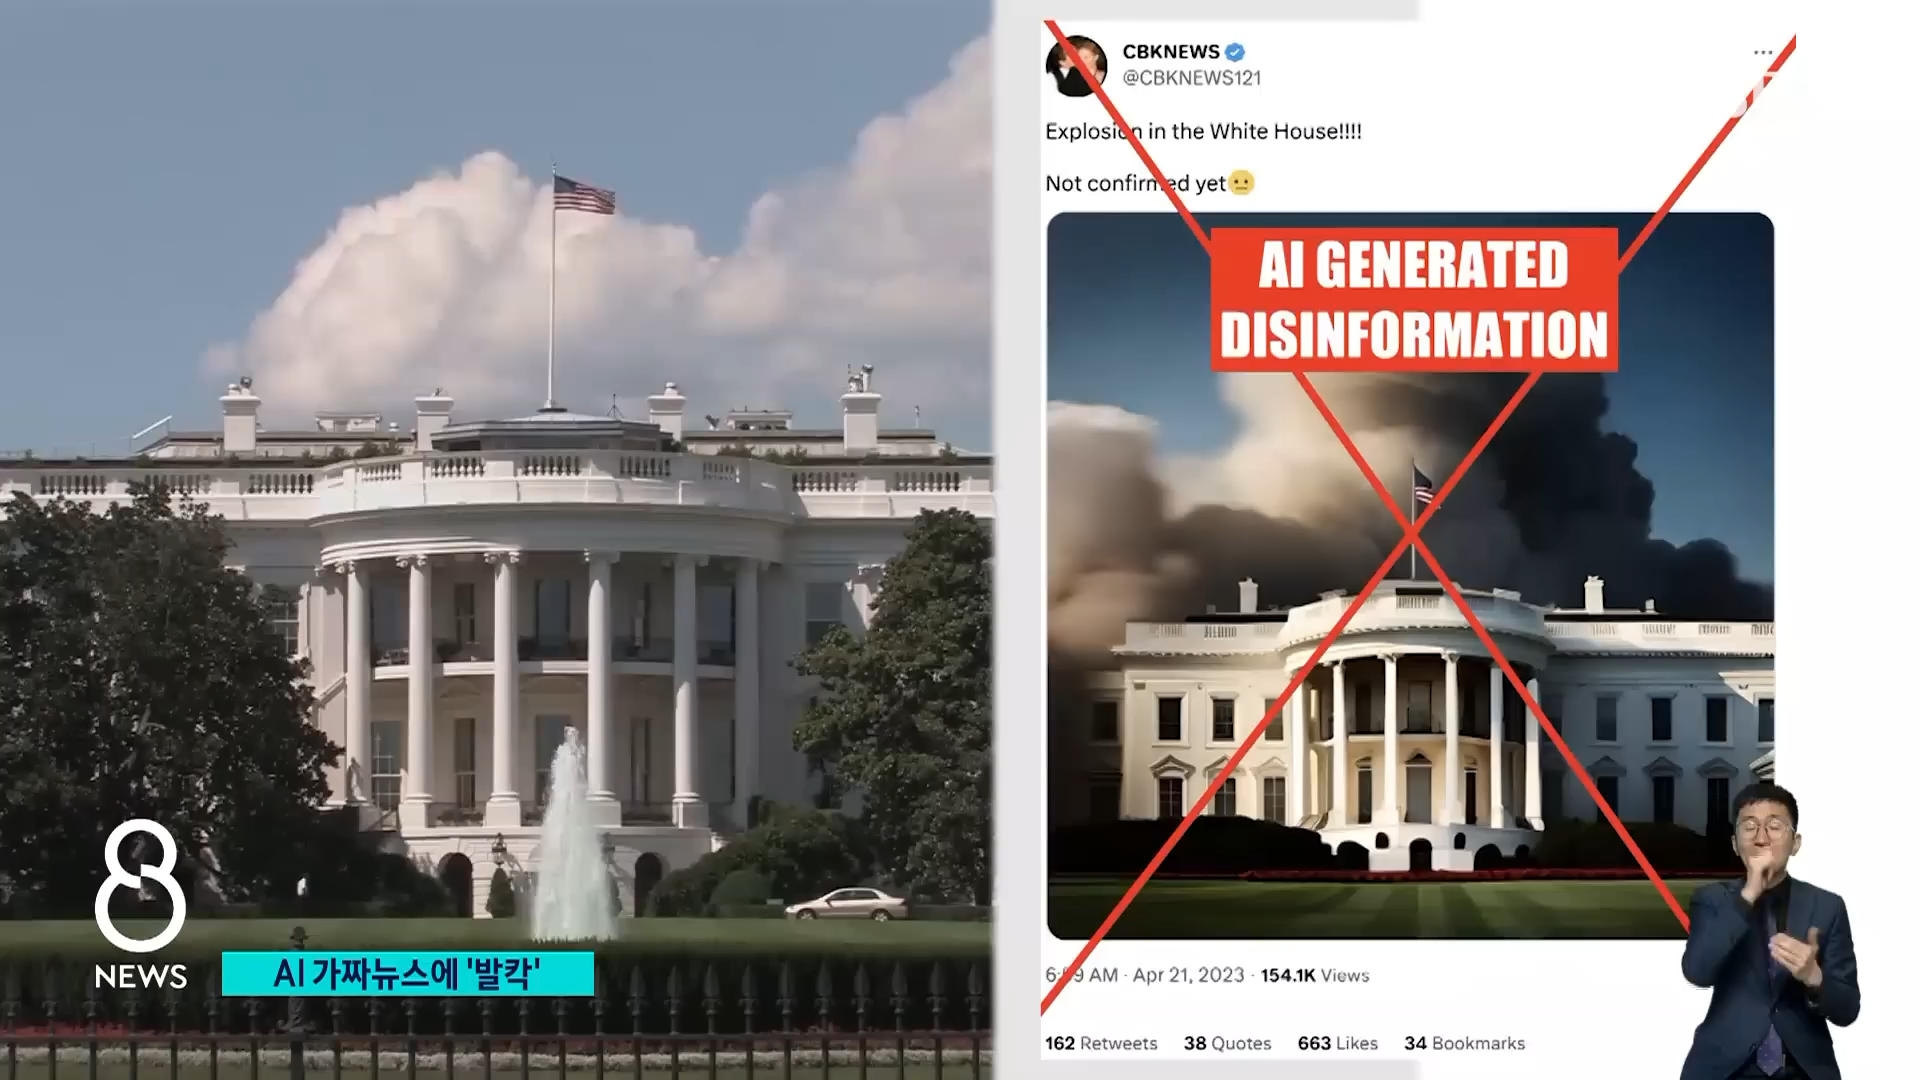 CBKNEWS
@CBKNEWS121
Explosion in the White House!!!!
Not confirmed yet😐
AI GENERATED
DISINFORMATION
AM · Apr 21, 2023 · 154.1K Views
162 Retweets 38 Quotes 663 Likes 34 Bookmarks
8
NEWS
AI 가짜뉴스에 '발칵'